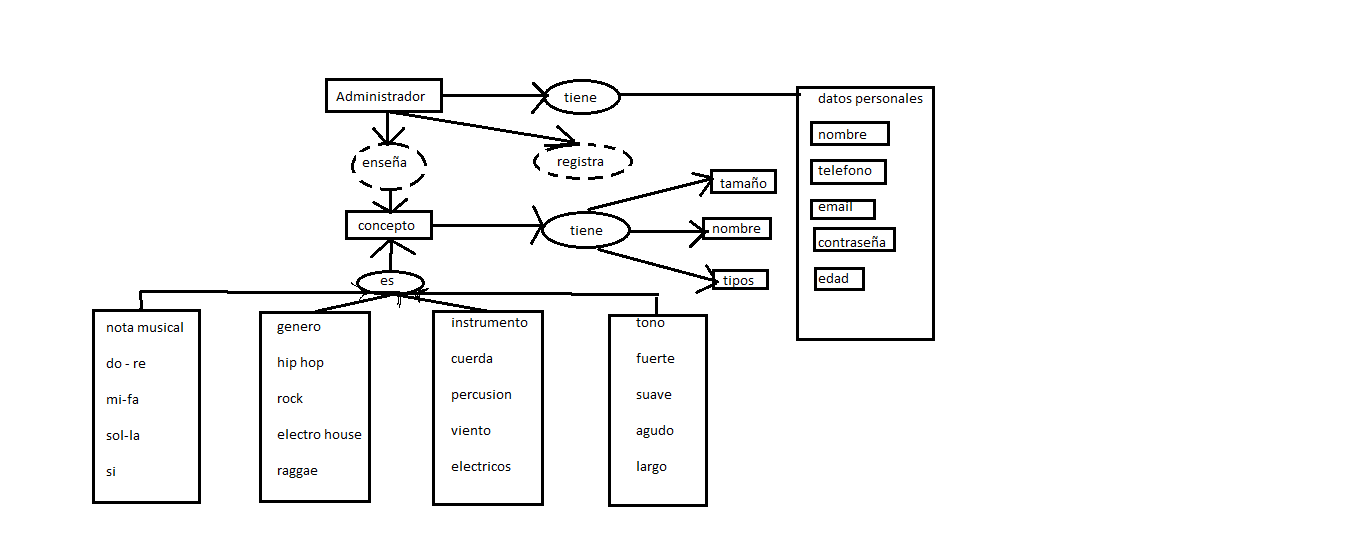 Administrador
tiene
datos personales
nombre
telefono
email
contraseña
edad
enseña
registra
concepto
tiene
tamaño
nombre
tipos
es
nota musical
do - re
mi-fa
sol-la
si
genero
hip hop
rock
electro house
raggae
instrumento
cuerda
percusion
viento
electricos
tono
fuerte
suave
agudo
largo